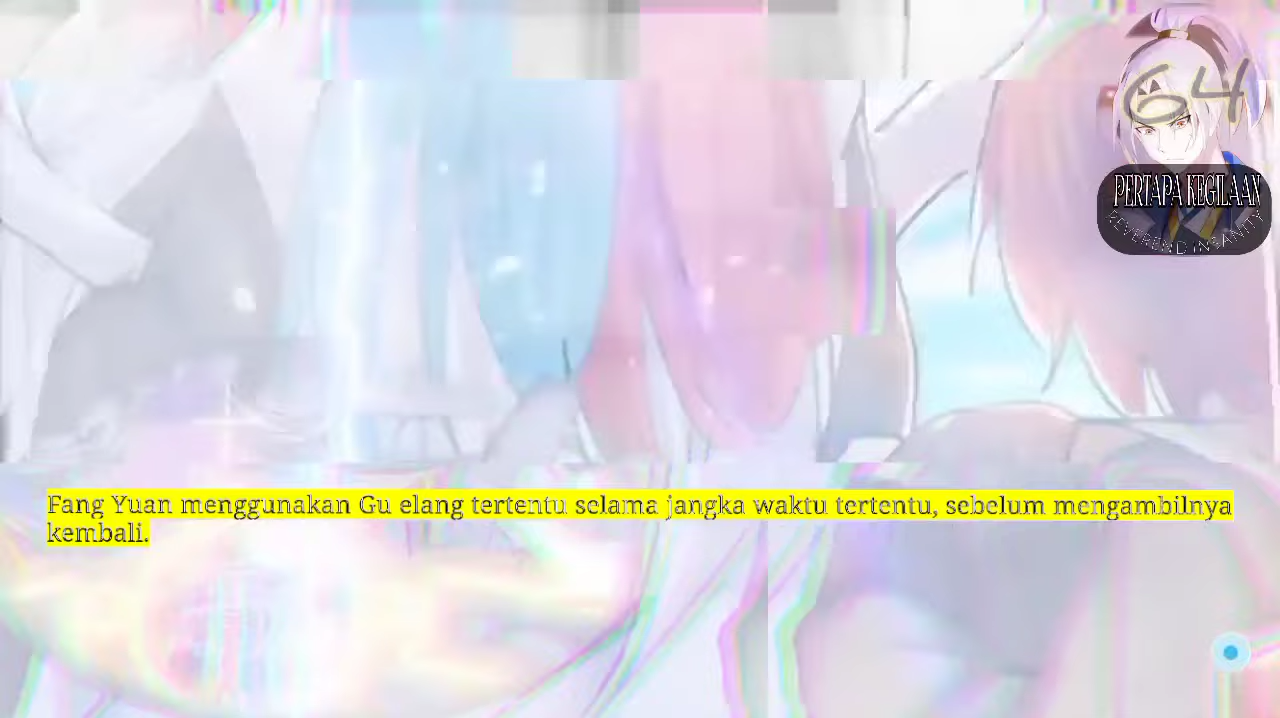 64
PERTAPA KEGILAAN
REVEREND INSANITY
Fang Yuan menggunakan Gu elang tertentu selama jangka waktu tertentu, sebelum mengambilnya
kembali.